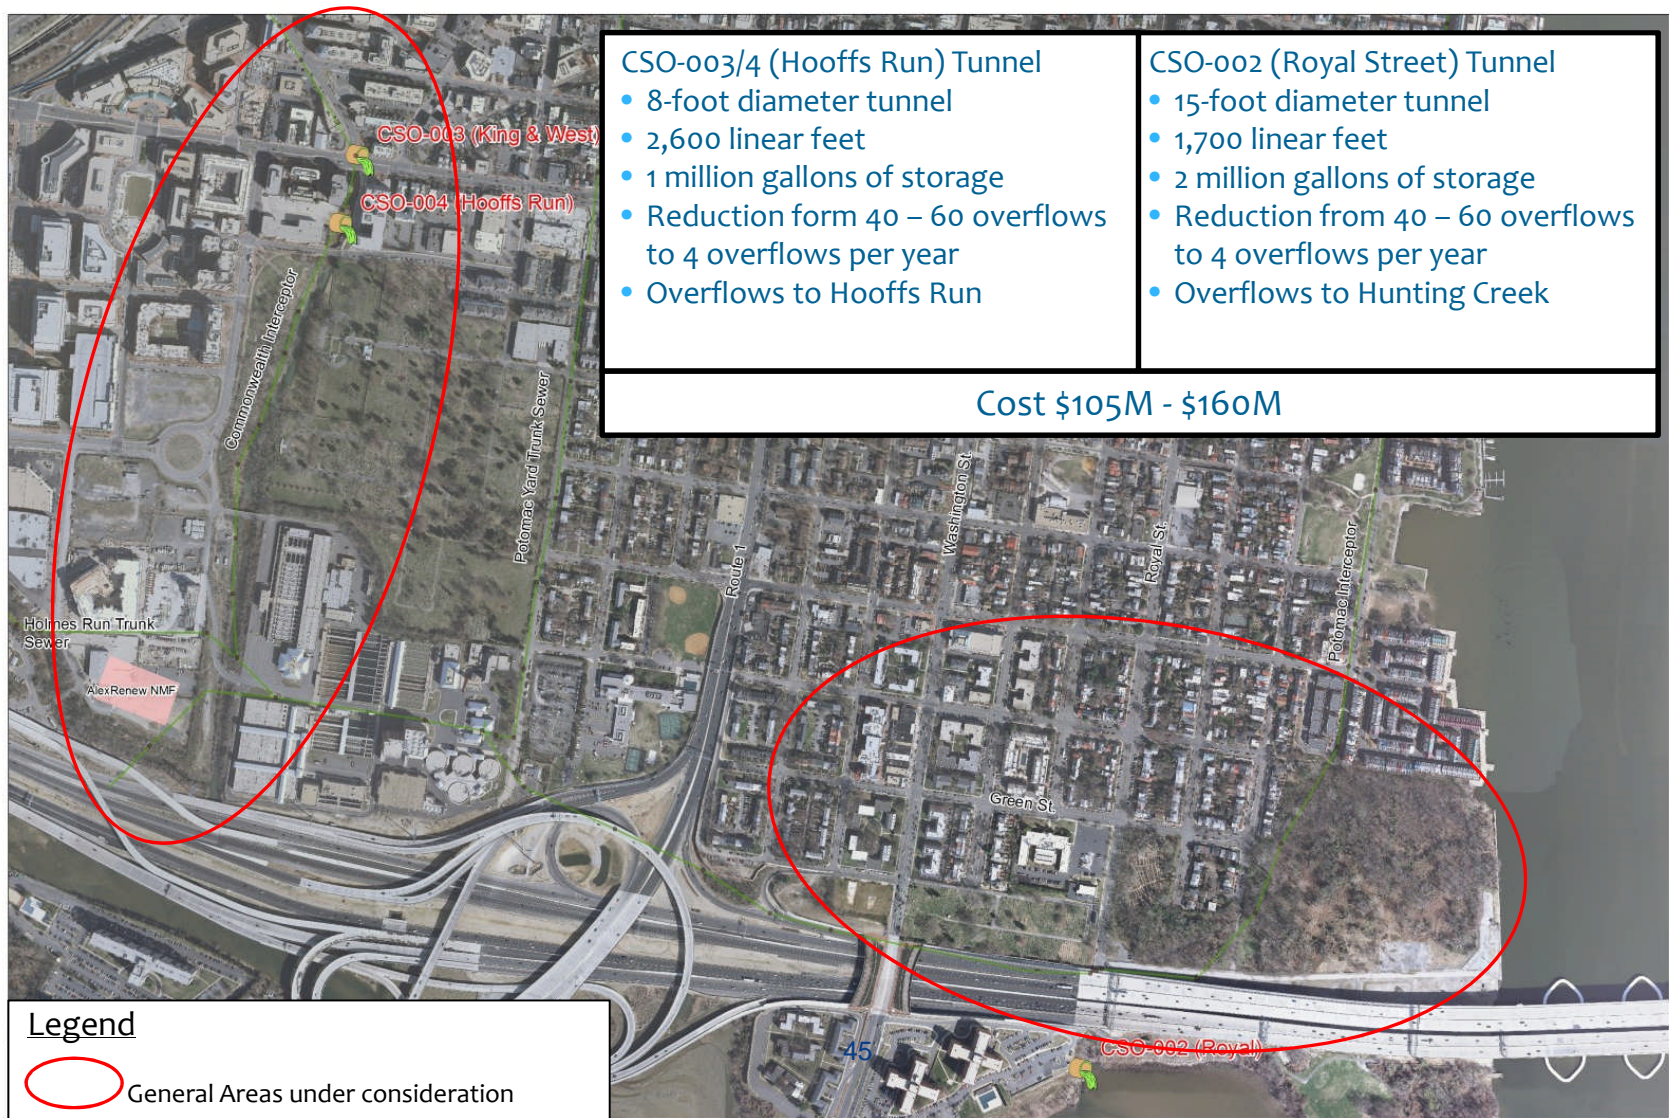 CSO-003/4 (Hooffs Run) Tunnel
• 8-foot diameter tunnel
• 2,600 linear feet
• 1 million gallons of storage
• Reduction form 40 – 60 overflows
to 4 overflows per year
• Overflows to Hooffs Run
CSO-002 (Royal Street) Tunnel
• 15-foot diameter tunnel
• 1,700 linear feet
• 2 million gallons of storage
• Reduction from 40 – 60 overflows
to 4 overflows per year
• Overflows to Hunting Creek
Cost $105M - $160M
CSO-003 (King & West)
CSO-004 (Hooffs Run)
Commonwealth Interceptor
Potomac Yard Trunk Sewer
Route 1
Washington St.
Royal St.
Potomac Interceptor
Holmes Run Trunk
Sewer
AlexRenew NMF
Green St.
CSO-002 (Royal)
45
Legend
General Areas under consideration